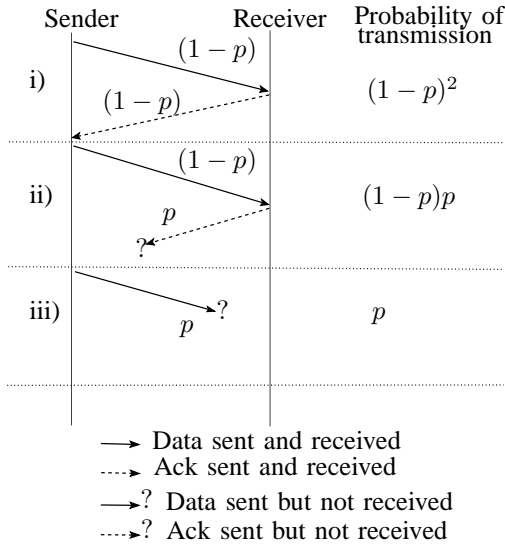 Sender Receiver Probability of
transmission
(1 − p)
i) (1 − p) (1 − p)²
(1 − p)
ii) p (1 − p)p
?
iii) p ? p
Data sent and received
Ack sent and received
? Data sent but not received
? Ack sent but not received